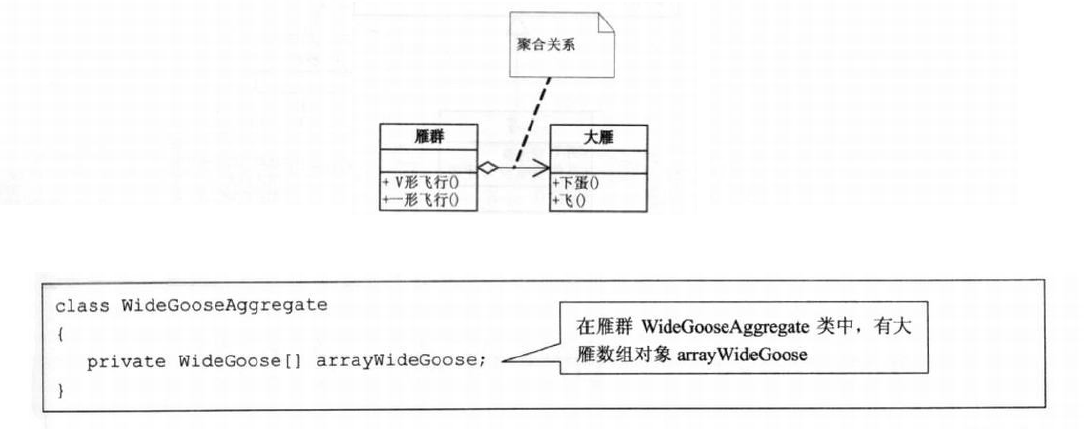 聚合关系
雁群
大雁
+ V形飞行()
+一形飞行()
+下蛋()
+飞()
class WideGooseAggregate
{
private WideGoose[] arrayWideGoose;
}
在雁群 WideGooseAggregate 类中，有大
雁数组对象 arrayWideGoose